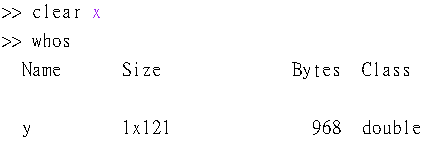 >> clear x
>> whos
Name Size Bytes Class
y 1x121 968 double